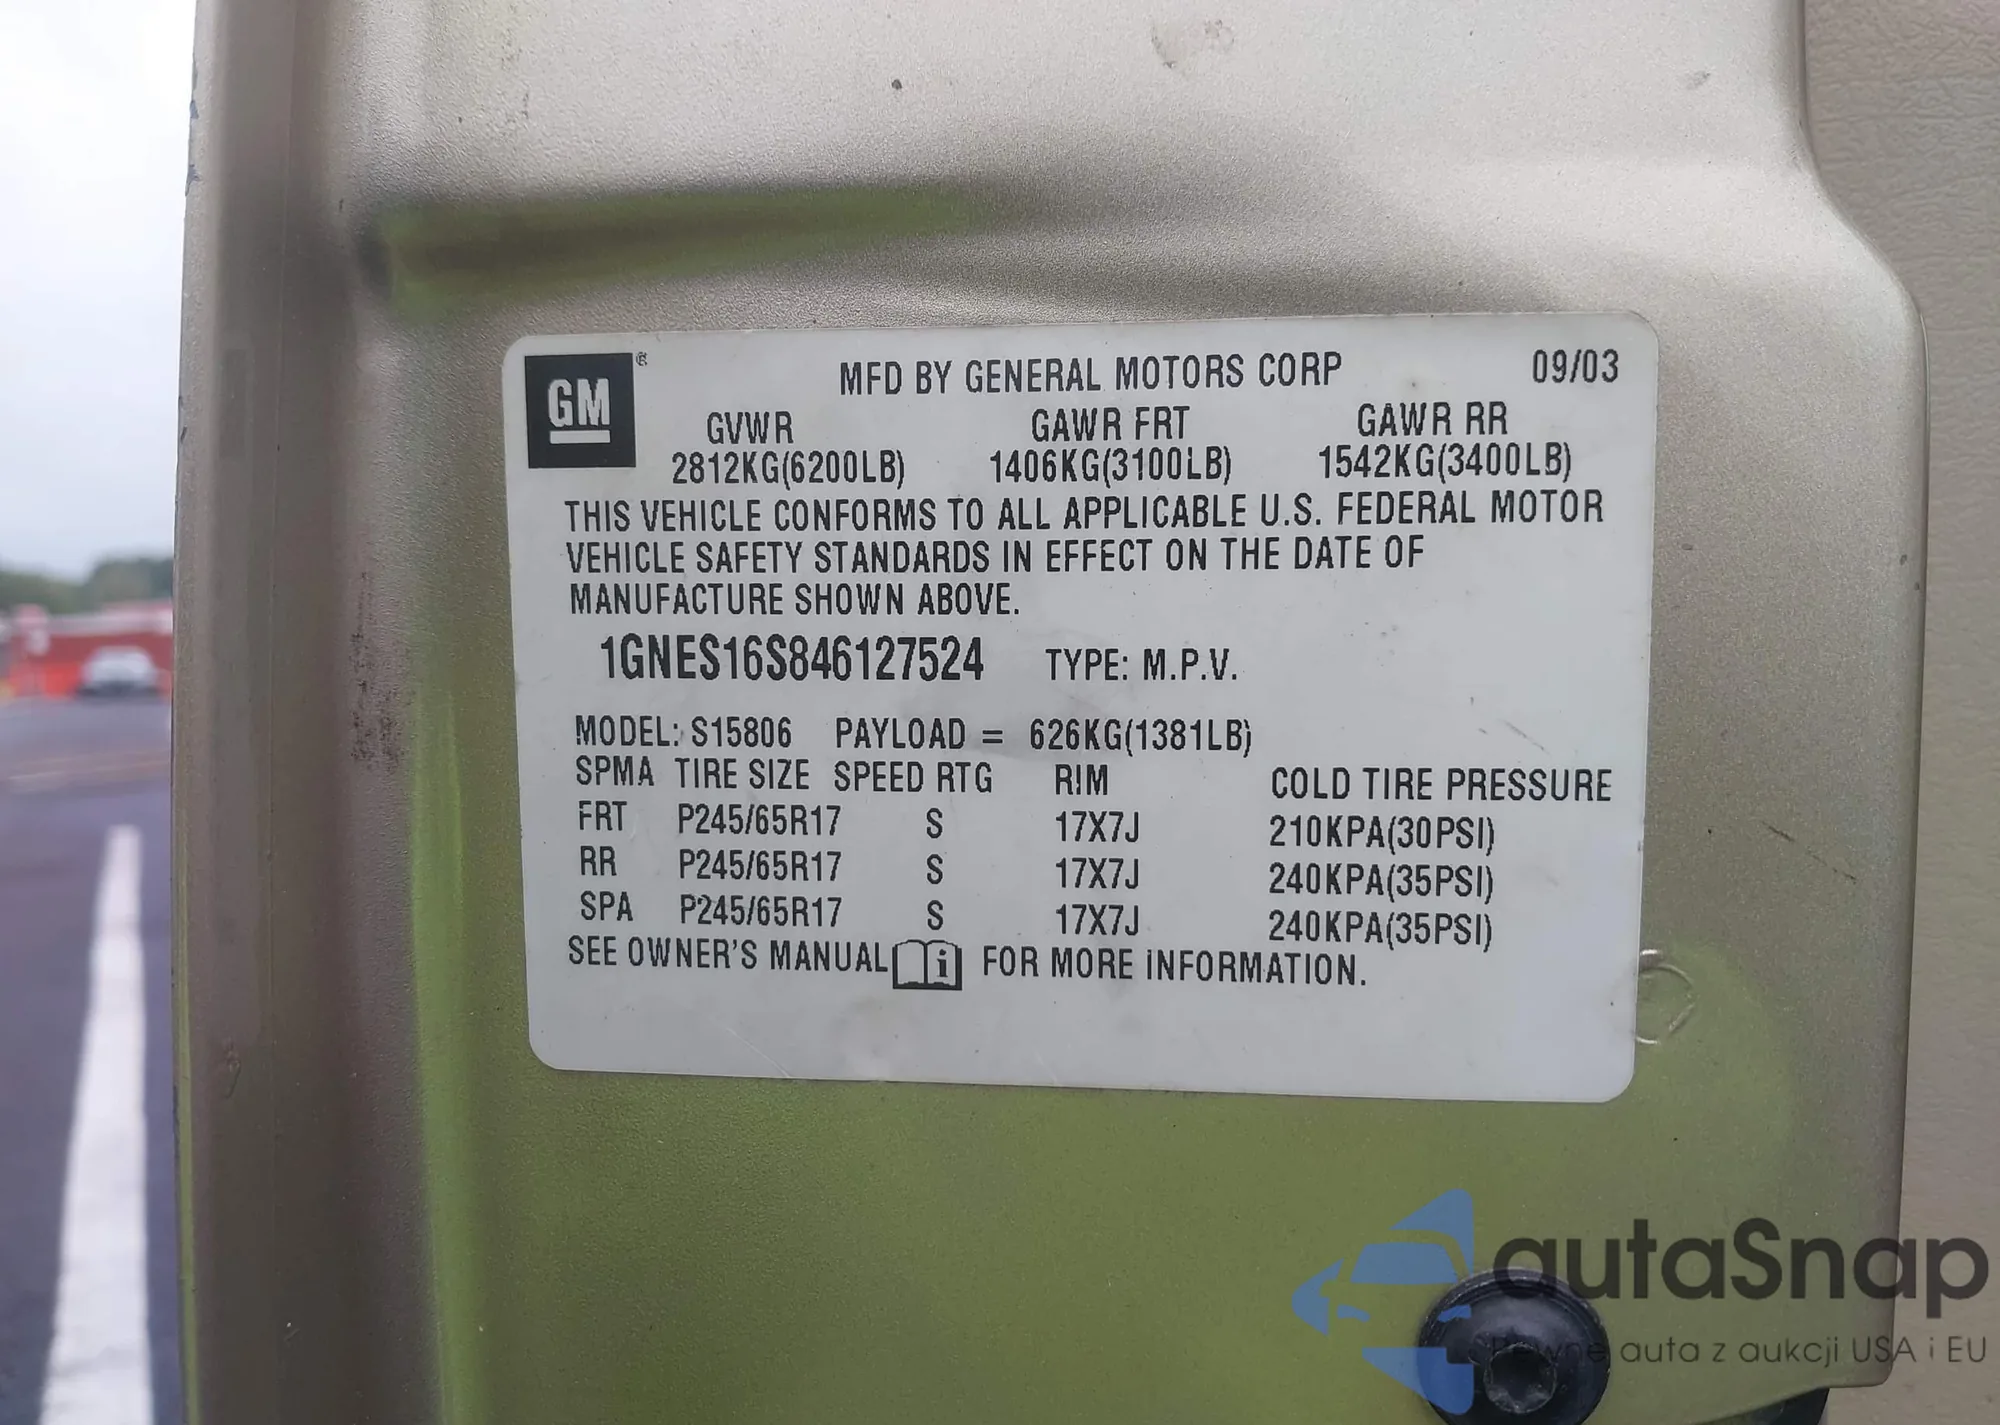 GM
MFD BY GENERAL MOTORS CORP 09/03
GVWR GAWR FRT GAWR RR
2812KG(6200LB) 1406KG(3100LB) 1542KG(3400LB)
THIS VEHICLE CONFORMS TO ALL APPLICABLE U.S. FEDERAL MOTOR
VEHICLE SAFETY STANDARDS IN EFFECT ON THE DATE OF
MANUFACTURE SHOWN ABOVE.
1GNES16S846127524 TYPE: M.P.V.
MODEL: S15806 PAYLOAD = 626KG(1381LB)
SPMA TIRE SIZE SPEED RTG RIM COLD TIRE PRESSURE
FRT P245/65R17 S 17X7J 210KPA(30PSI)
RR P245/65R17 S 17X7J 240KPA(35PSI)
SPA P245/65R17 S 17X7J 240KPA(35PSI)
SEE OWNER'S MANUAL i FOR MORE INFORMATION.
autaSnap
Pewne auta z aukcji USA i EU